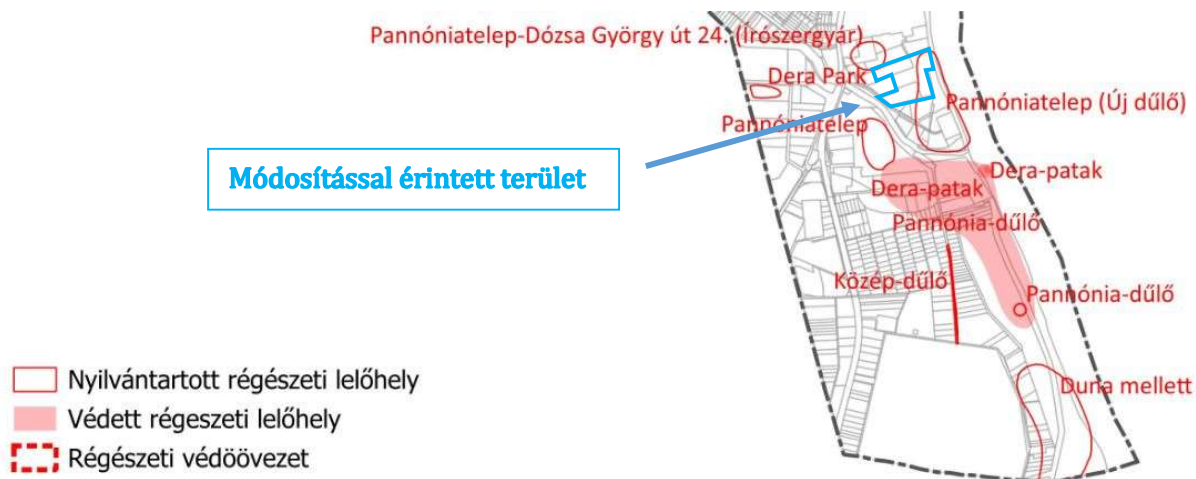 Pannóniatelep-Dózsa György út 24. (Írószergyár)
Dera Park
Pannóniatelep (Új dűlő)
Pannóniatelep
Módosítással érintett terület
Dera-patak
Dera-patak
Pannónia-dűlő
Közép-dűlő
Pannónia-dűlő
Duna mellett
Nyilvántartott régészeti lelőhely
Védett régeszeti lelőhely
Régészeti védöövezet